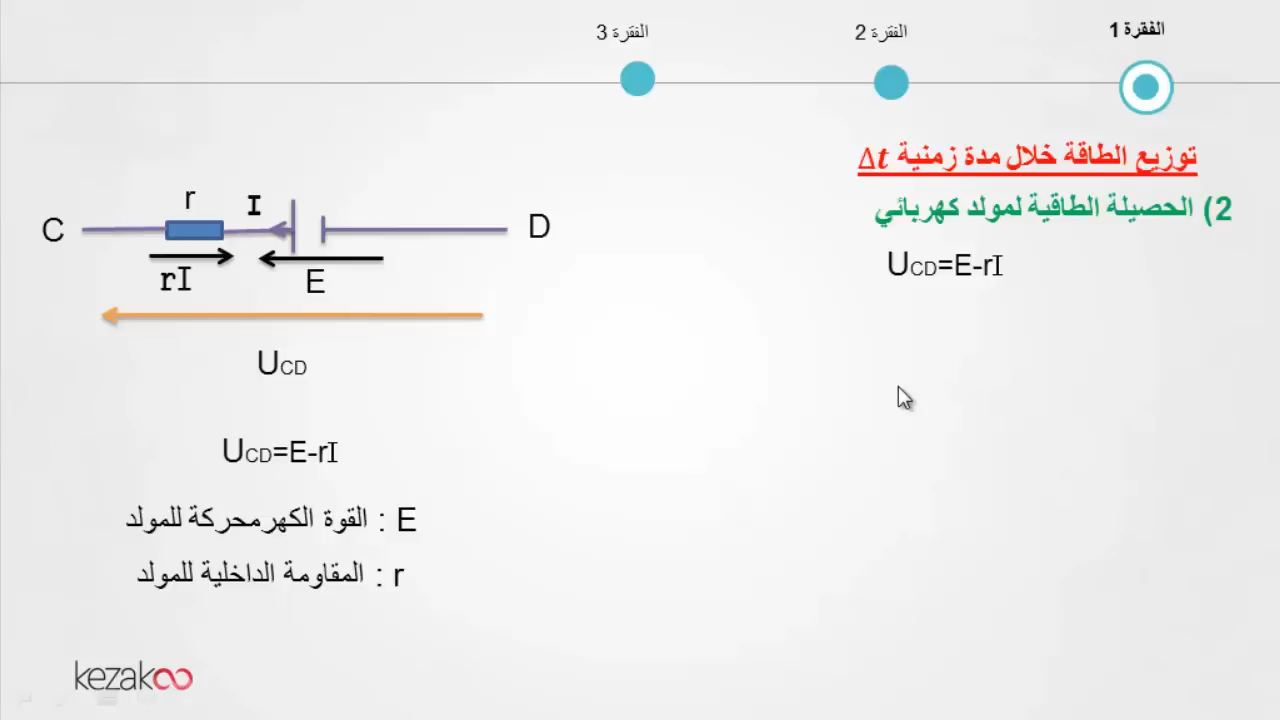 الفقرة 1
الفقرة 2
الفقرة 3
توزيع الطاقة خلال مدة زمنية Δt
2) الحصيلة الطاقية لمولد كهربائي
UCD=E-rI
r
I
C
D
rI
E
UCD
UCD=E-rI
E : القوة الكهرمحركة للمولد
r : المقاومة الداخلية للمولد
kezakoo